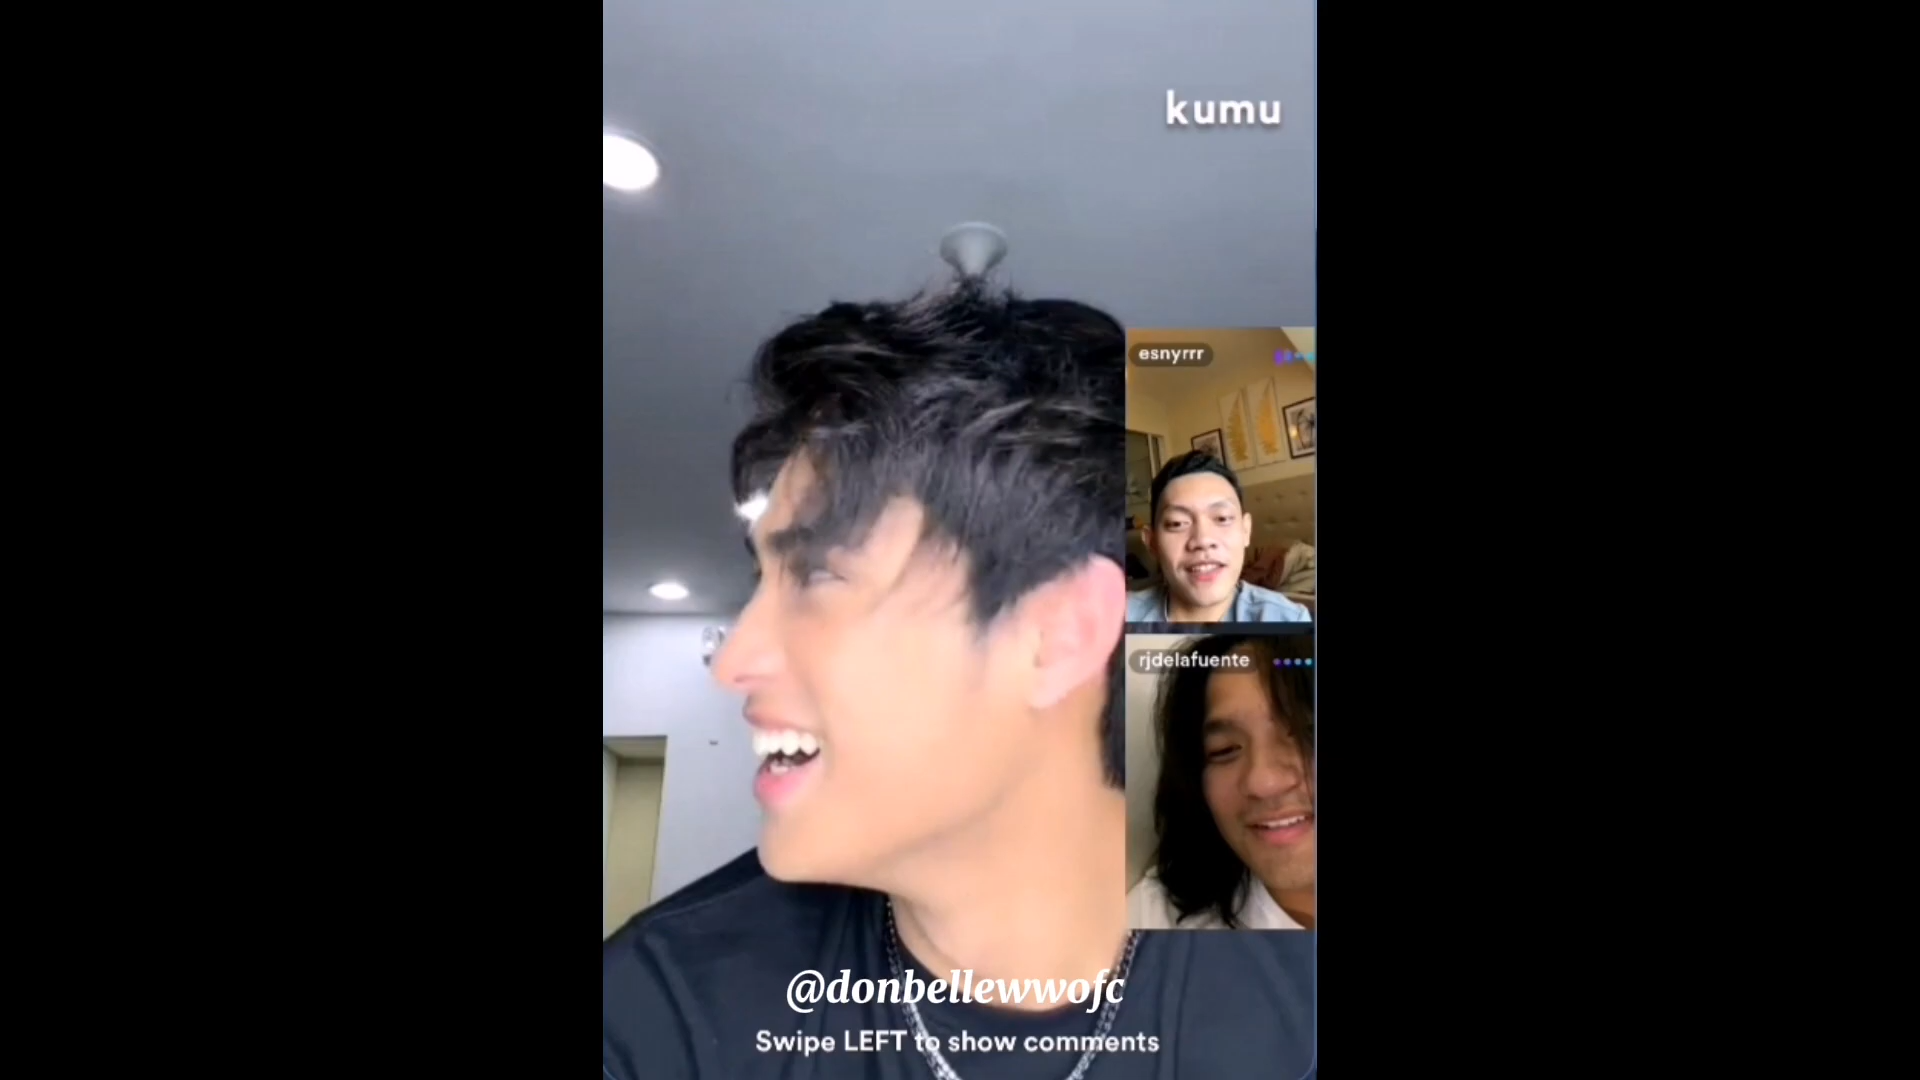 kumu
esnyrrr
rjdelafuente
@donbellewwofc
Swipe LEFT to show comments